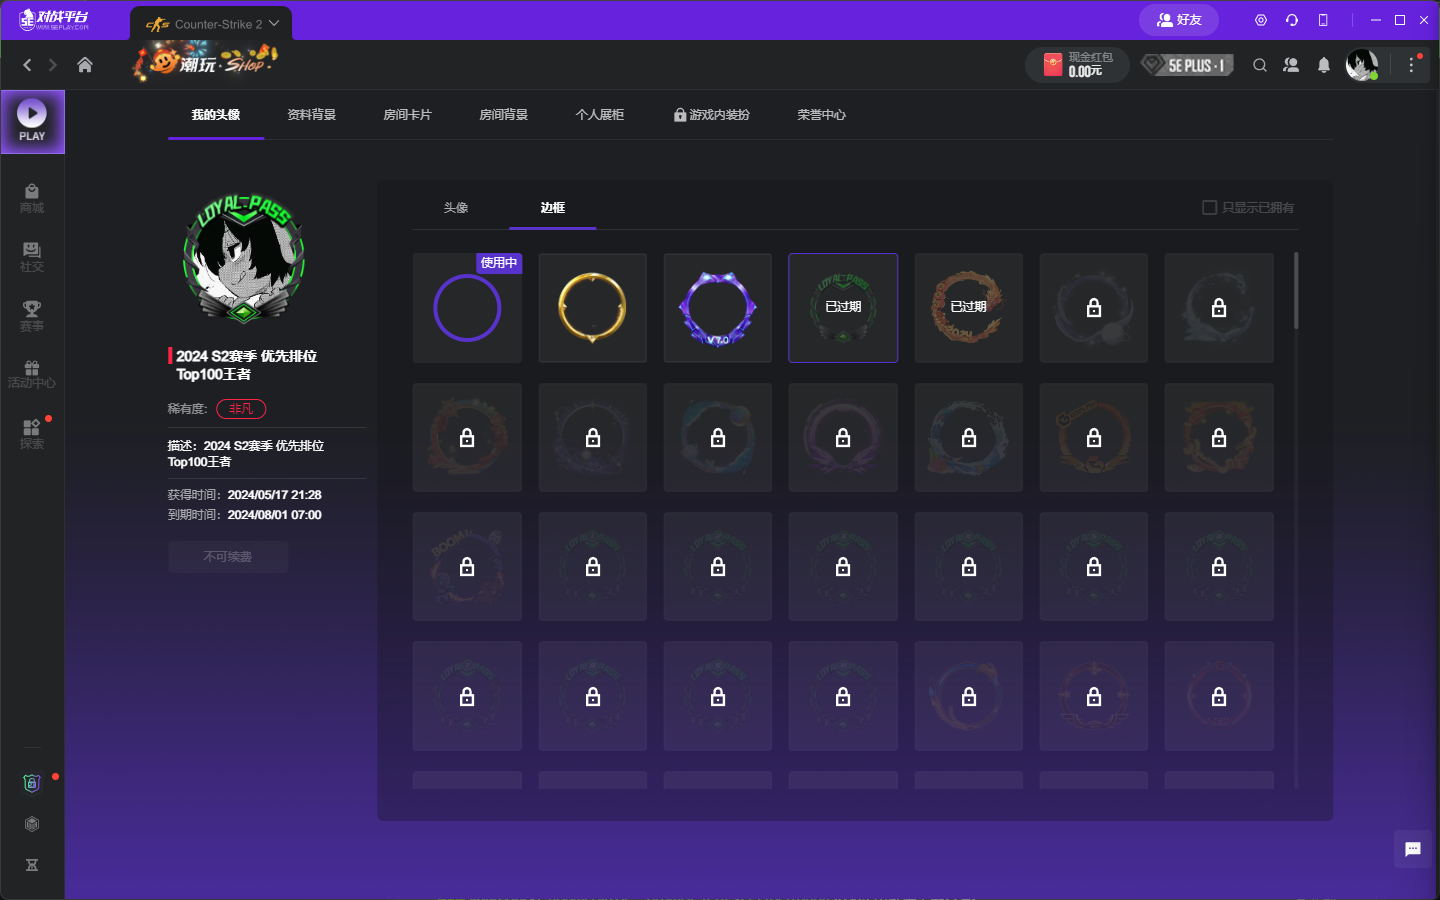 5E对战平台
WWW.5EPLAY.COM
Counter-Strike 2
好友
潮玩·SHOP
现金红包
0.00元
5E PLUS·1
PLAY
商城
社交
赛事
活动中心
探索
我的头像
资料背景
房间卡片
房间背景
个人展柜
游戏内装扮
荣誉中心
LOYAL-PASS
2024 S2赛季 优先排位
Top100王者
稀有度:
非凡
描述：2024 S2赛季 优先排位
Top100王者
获得时间：2024/05/17 21:28
到期时间：2024/08/01 07:00
不可续费
头像
边框
只显示已拥有
使用中
V7.0
LOYAL-PASS
已过期
已过期
2024
BOOM!